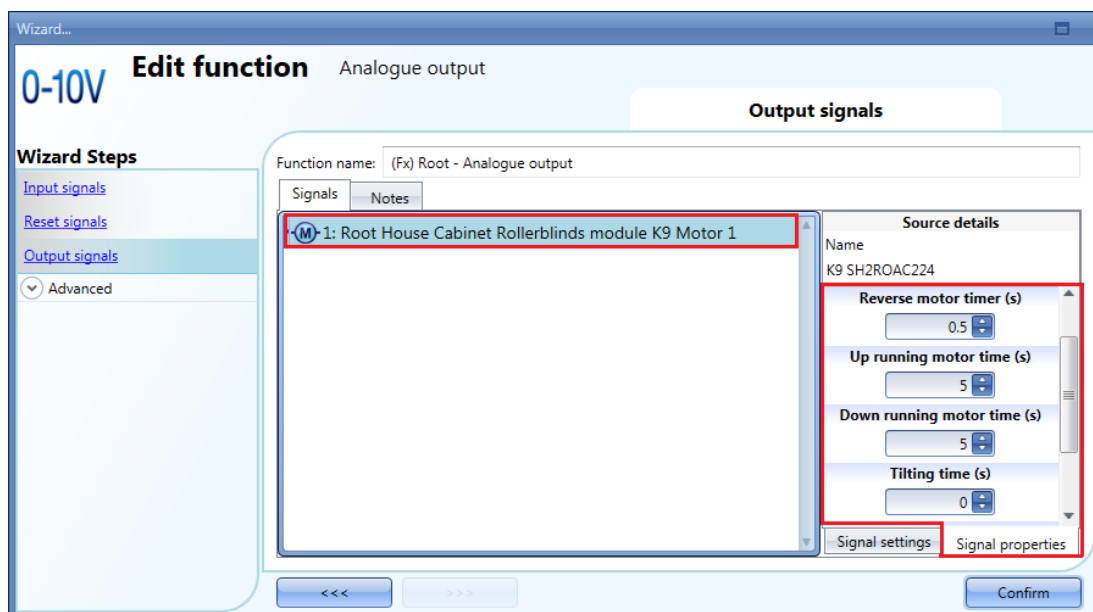 Wizard...
0-10V
Edit function Analogue output
Output signals
Wizard Steps
Input signals
Reset signals
Output signals
Advanced
Function name: (Fx) Root - Analogue output
Signals Notes
M 1: Root House Cabinet Rollerblinds module K9 Motor 1
Source details
Name
K9 SH2ROAC224
Reverse motor timer (s)
0.5
Up running motor time (s)
5
Down running motor time (s)
5
Tilting time (s)
0
Signal settings Signal properties
<<< >>> Confirm